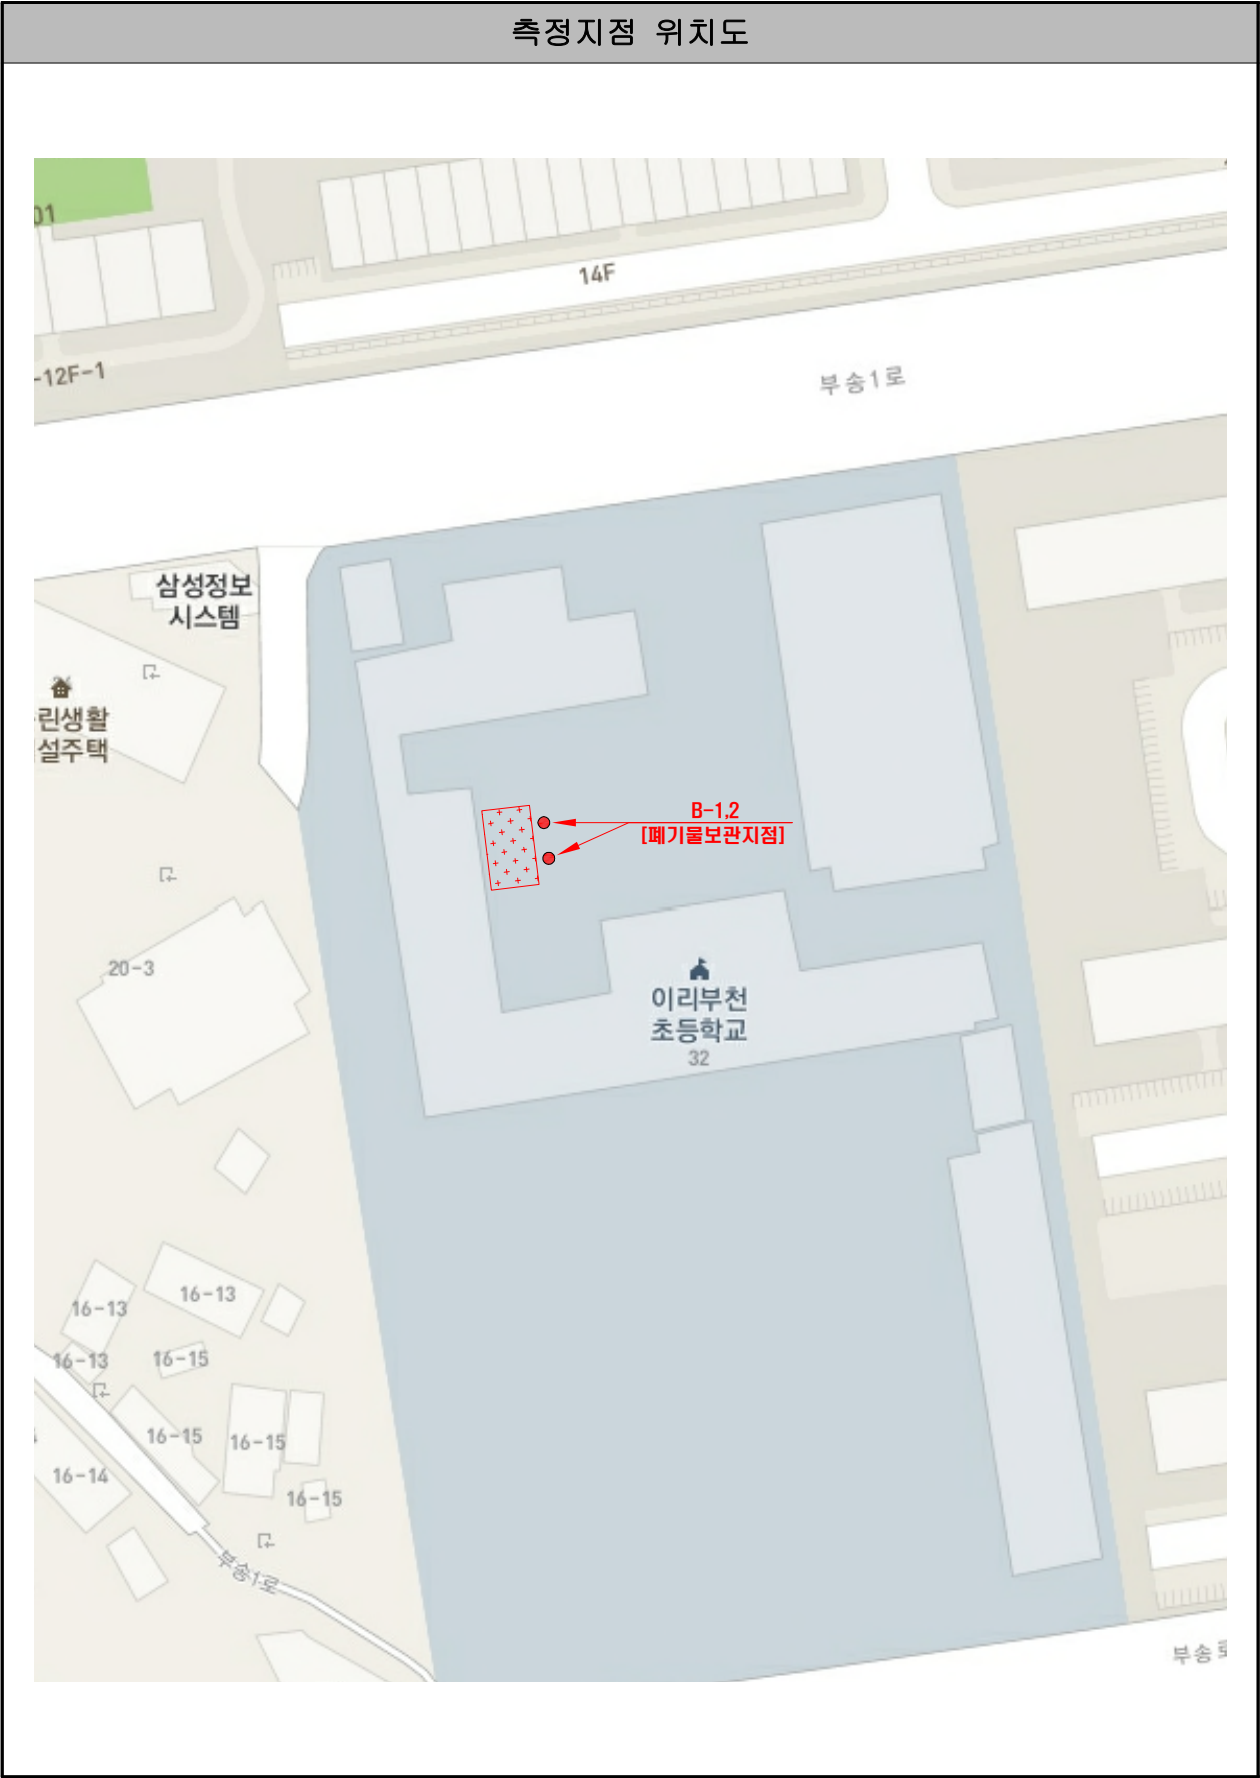 측정지점 위치도
01
14F
-12F-1
부송1로
삼성정보
시스템
린생활
설주택
B-1,2
[폐기물보관지점]
20-3
이리부천
초등학교
32
16-13
16-13
16-13
16-15
16-15
16-15
16-14
16-15
부송1로
부송로